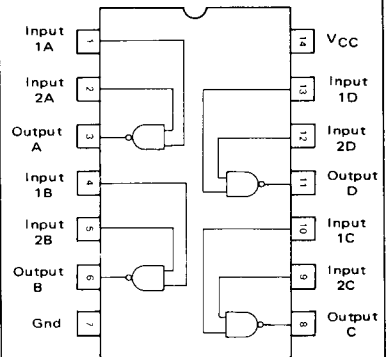 Input
1A
1
Input
2A
2
Output
A
3
Input
1B
4
Input
2B
5
Output
B
6
Gnd
7
14
VCC
13
Input
1D
12
Input
2D
11
Output
D
10
Input
1C
9
Input
2C
8
Output
C